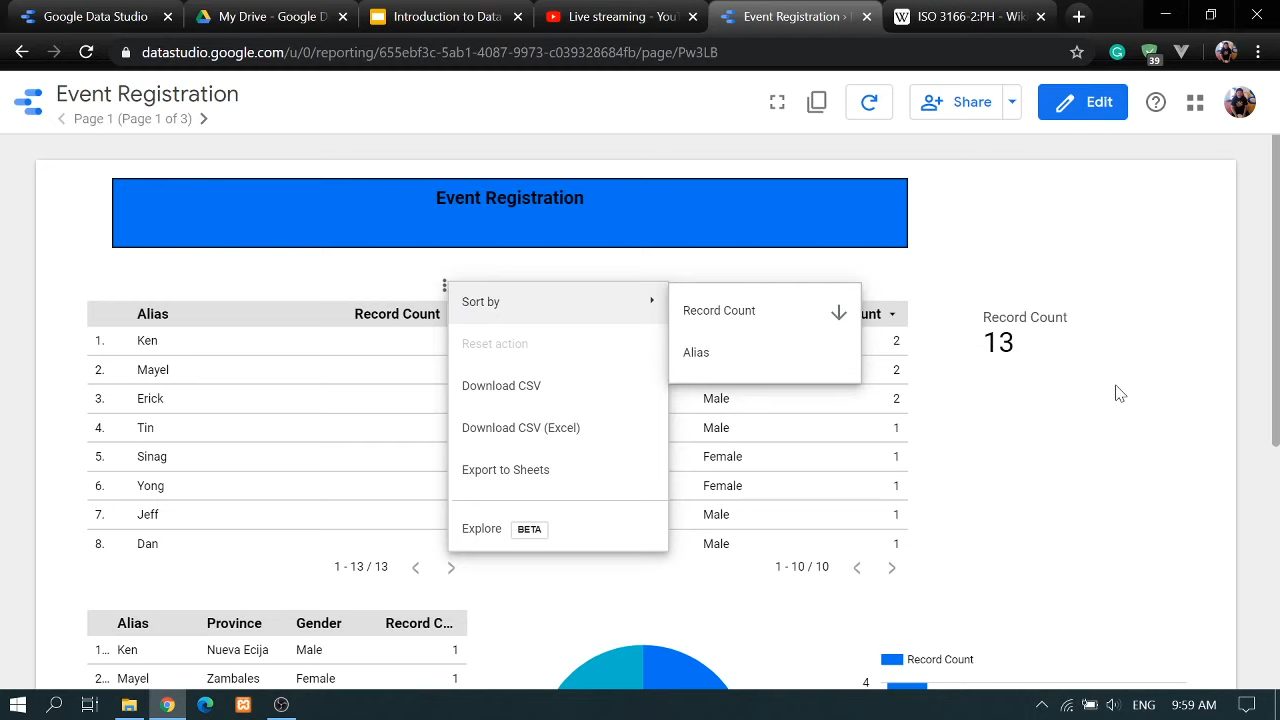 Google Data Studio
My Drive - Google D
Introduction to Data
Live streaming - YouT
Event Registration ›
ISO 3166-2:PH - Wiki
datastudio.google.com/u/0/reporting/655ebf3c-5ab1-4087-9973-c039328684fb/page/Pw3LB
39
Event Registration
Page 1 (Page 1 of 3)
Share
Edit
Event Registration
Alias Record Count
1. Ken
2. Mayel
3. Erick
4. Tin
5. Sinag
6. Yong
7. Jeff
8. Dan
1 - 13 / 13
Sort by
Reset action
Download CSV
Download CSV (Excel)
Export to Sheets
Explore BETA
Record Count
Alias
unt
2
2
Male 2
Male 1
Female 1
Female 1
Male 1
Male 1
1 - 10 / 10
Record Count
13
Alias Province Gender Record C...
1... Ken Nueva Ecija Male 1
2... Mayel Zambales Female 1
Record Count
4
ENG
9:59 AM